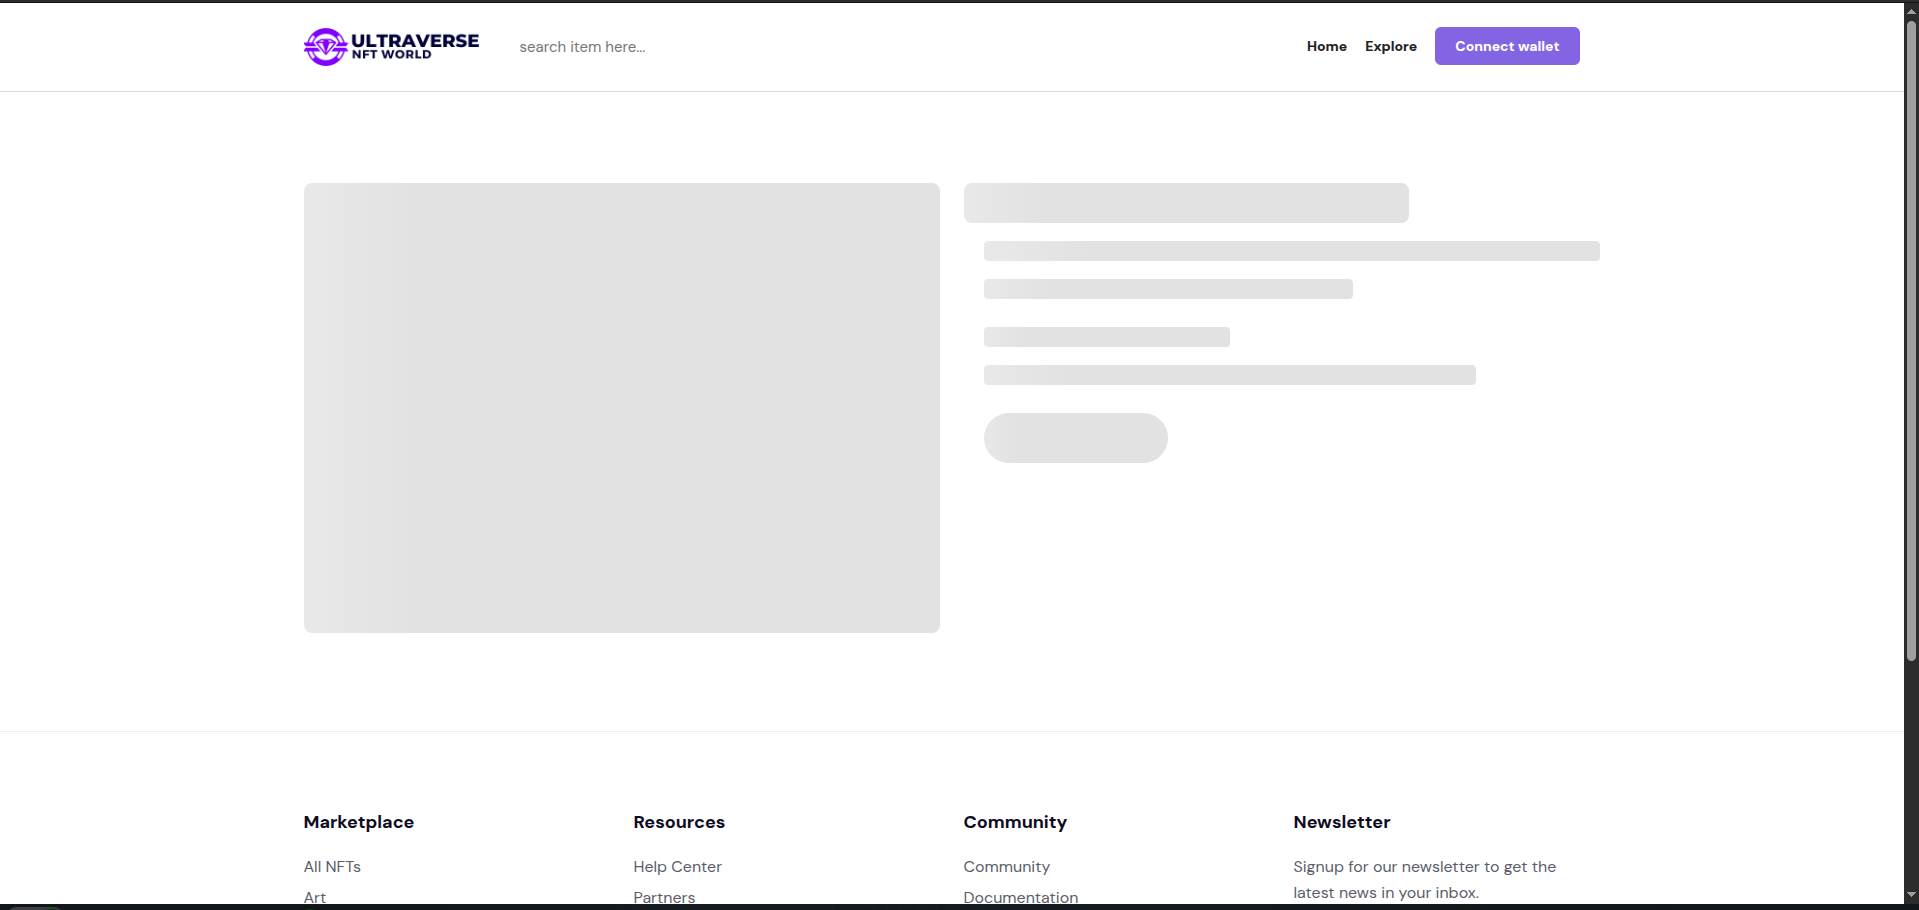 ULTRAVERSE
NFT WORLD
search item here...
Home
Explore
Connect wallet
Marketplace
All NFTs
Art
Resources
Help Center
Partners
Community
Community
Documentation
Newsletter
Signup for our newsletter to get the
latest news in your inbox.